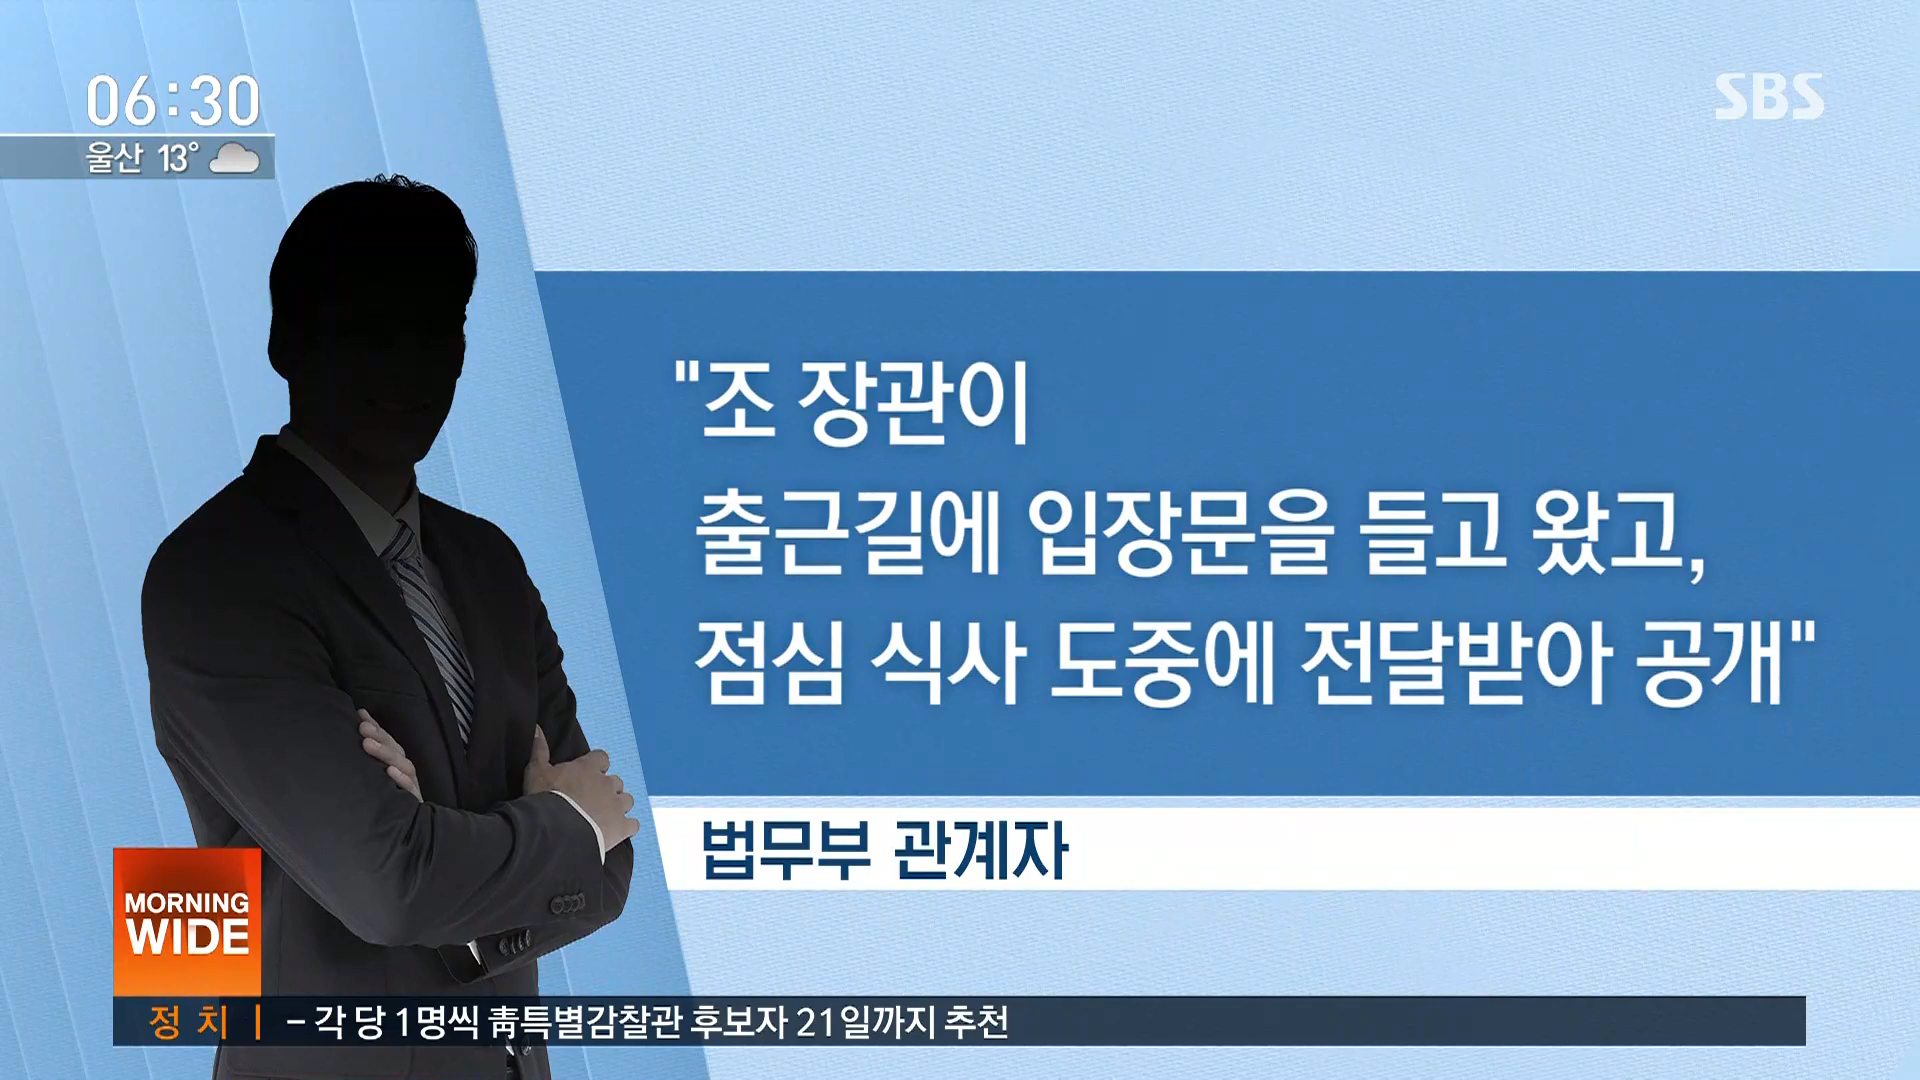 06:30
울산 13°
SBS
"조 장관이
출근길에 입장문을 들고 왔고,
점심 식사 도중에 전달받아 공개"
법무부 관계자
MORNING
WIDE
정치 | - 각 당 1명씩 靑특별감찰관 후보자 21일까지 추천